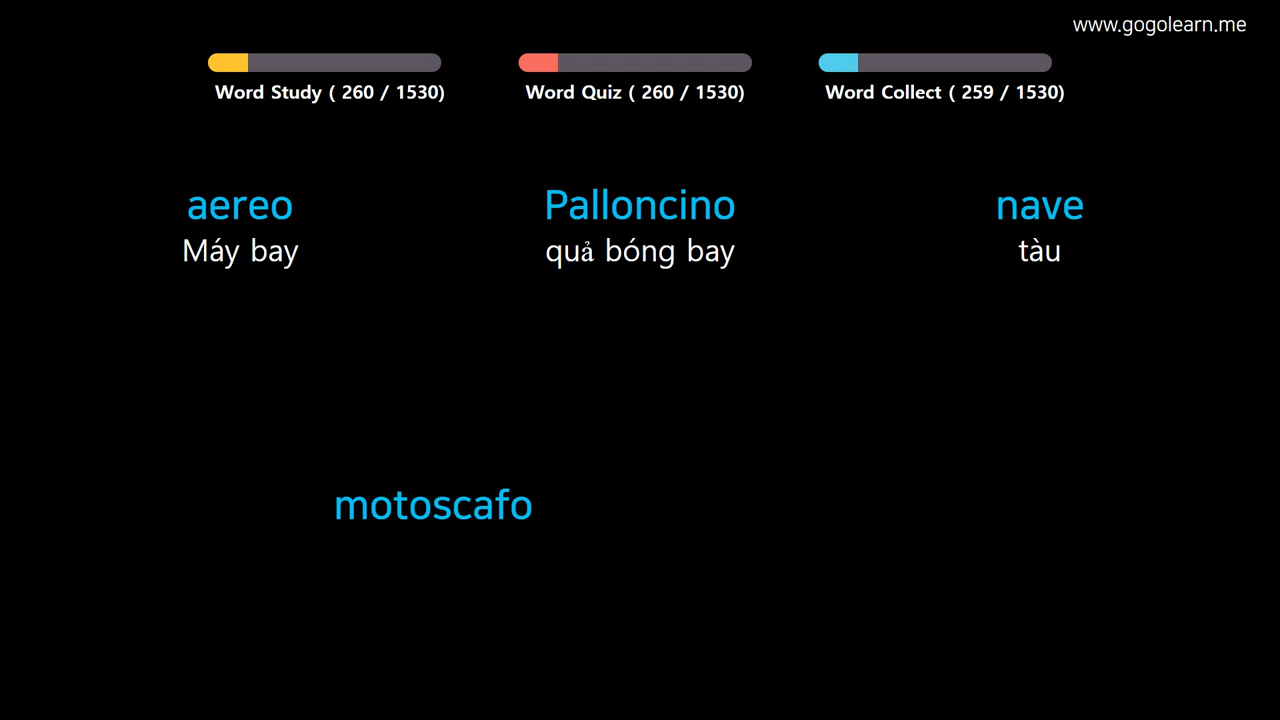 www.gogolearn.me
Word Study ( 260 / 1530)
Word Quiz ( 260 / 1530)
Word Collect ( 259 / 1530)
aereo
Máy bay
Palloncino
quả bóng bay
nave
tàu
motoscafo